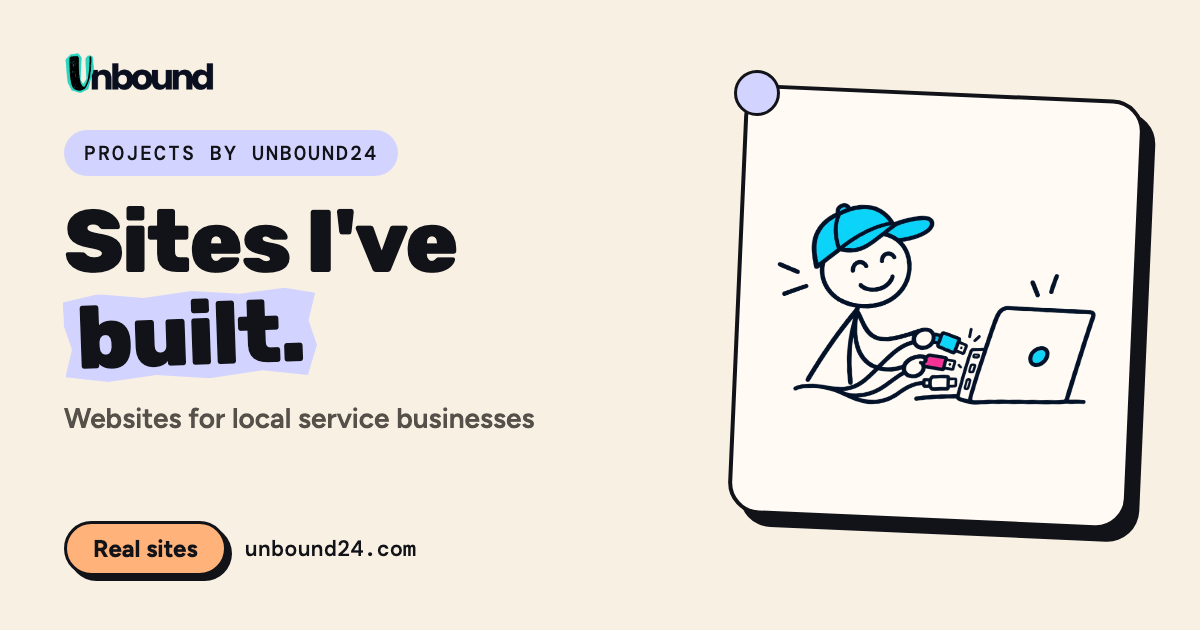 Unbound
PROJECTS BY UNBOUND24
Sites I've
built.
Websites for local service businesses
Real sites
unbound24.com